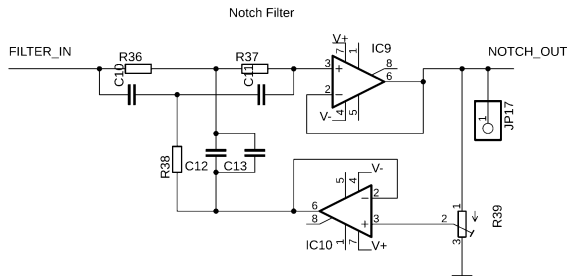 Notch Filter
FILTER_IN
NOTCH_OUT
R36
R37
C10
C11
IC9
V+
7
1
3
+
8
6
2
−
4
5
V-
JP17
1
R38
C12
C13
V-
5
4
2
−
6
8
+
3
IC10
1
7
V+
2
1
3
R39